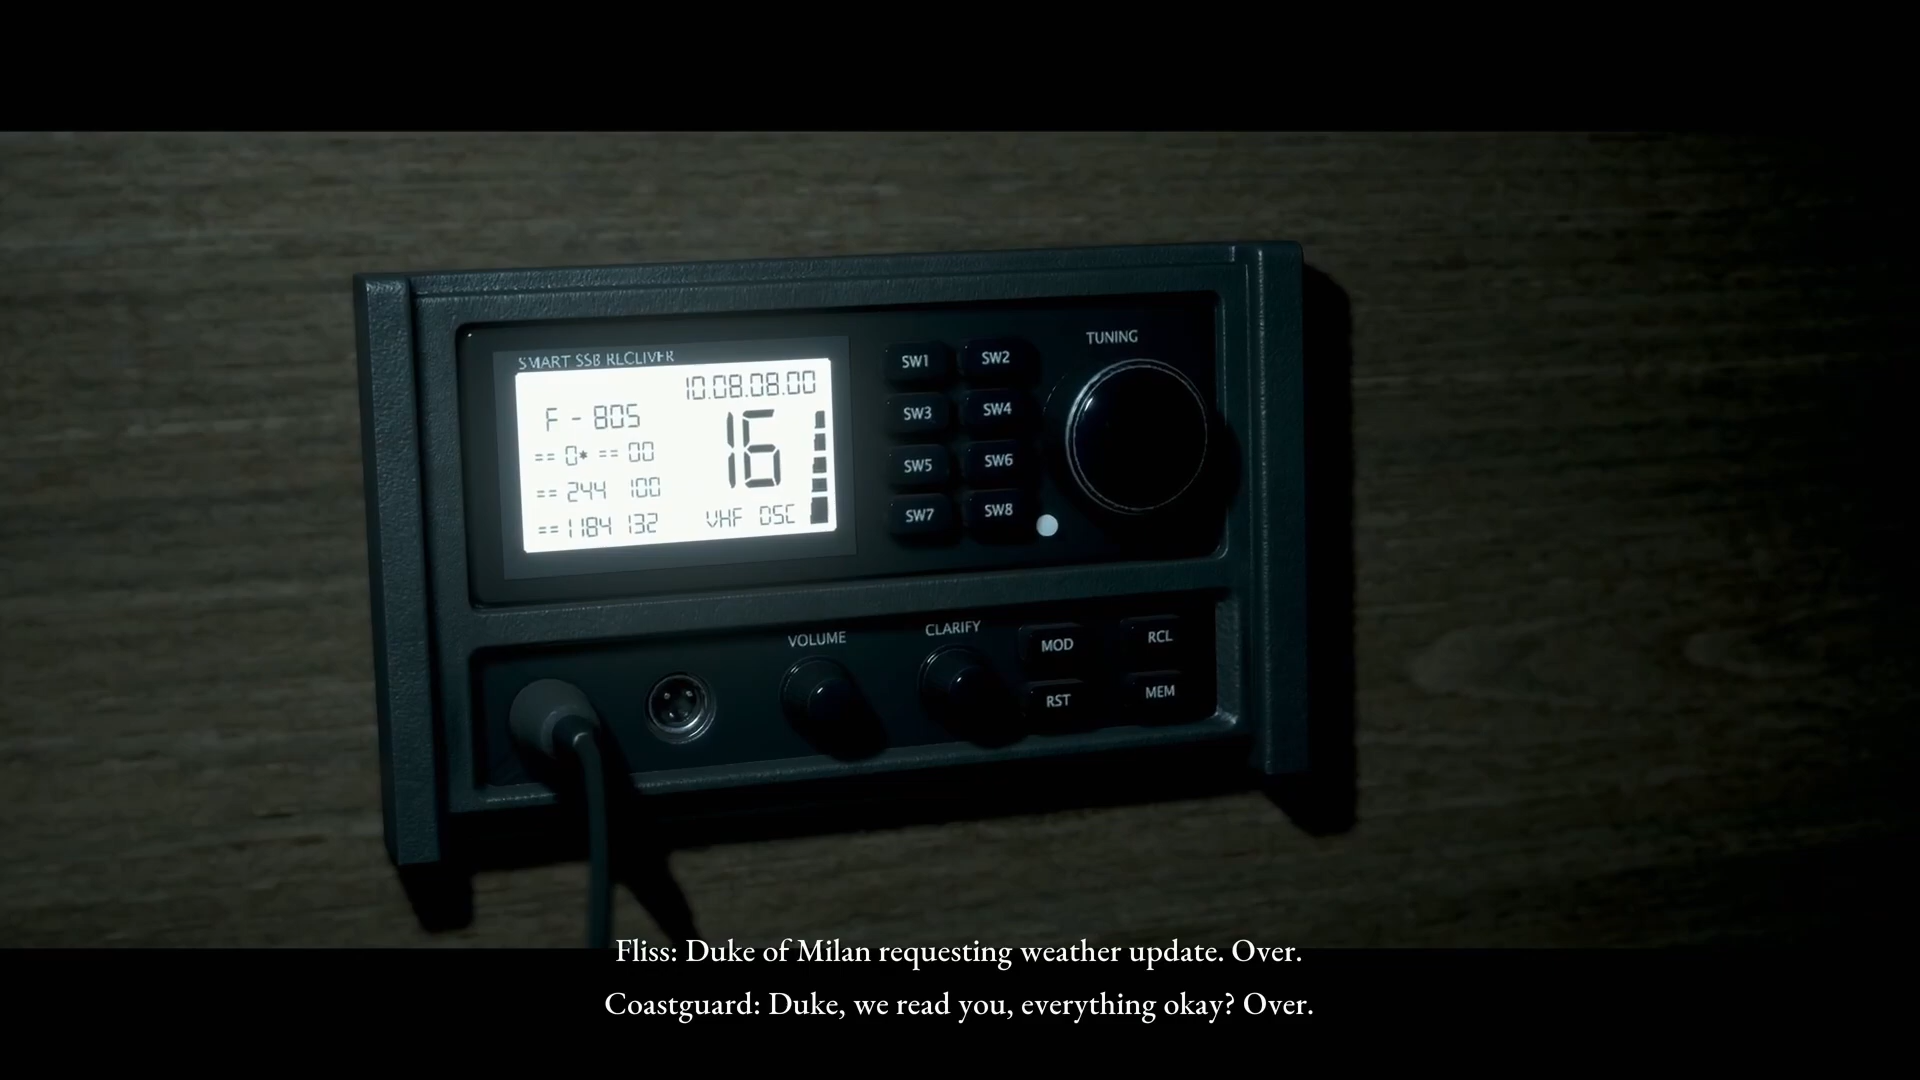 SMART SSB RECEIVER
10.08.08.00
F - 805
16
== 0* == 00
== 244 100
== 1184 132
VHF DSC
SW1 SW2
SW3 SW4
SW5 SW6
SW7 SW8
TUNING
VOLUME
CLARIFY
MOD
RCL
RST
MEM
Fliss: Duke of Milan requesting weather update. Over.
Coastguard: Duke, we read you, everything okay? Over.